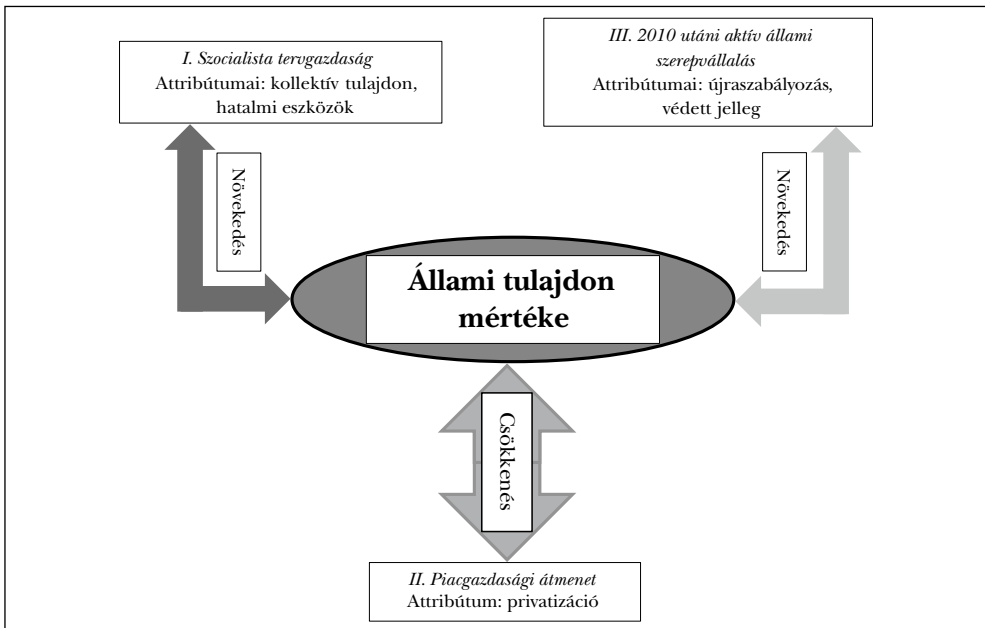 I. Szocialista tervgazdaság
Attribútumai: kollektív tulajdon,
hatalmi eszközök
III. 2010 utáni aktív állami
szerepvállalás
Attribútumai: újraszabályozás,
védett jelleg
Növekedés
Növekedés
Állami tulajdon
mértéke
Csökkenés
II. Piacgazdasági átmenet
Attribútum: privatizáció